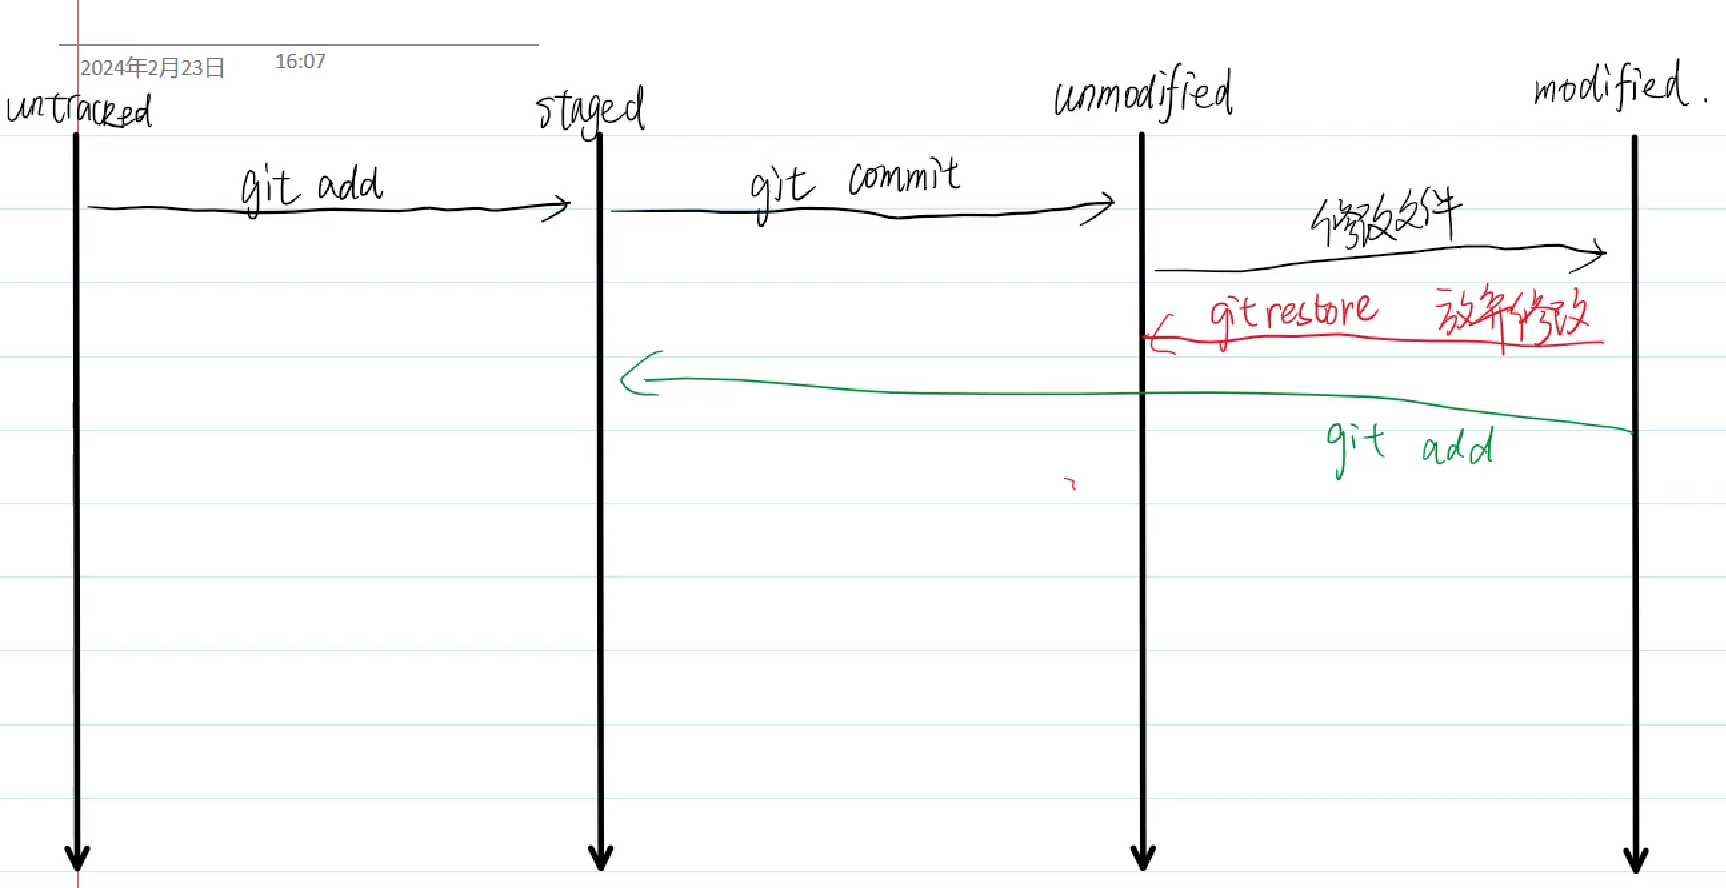 2024年2月23日 16:07
untracked staged unmodified modified.
git add git commit
修改文件
git restore 放弃修改
git add